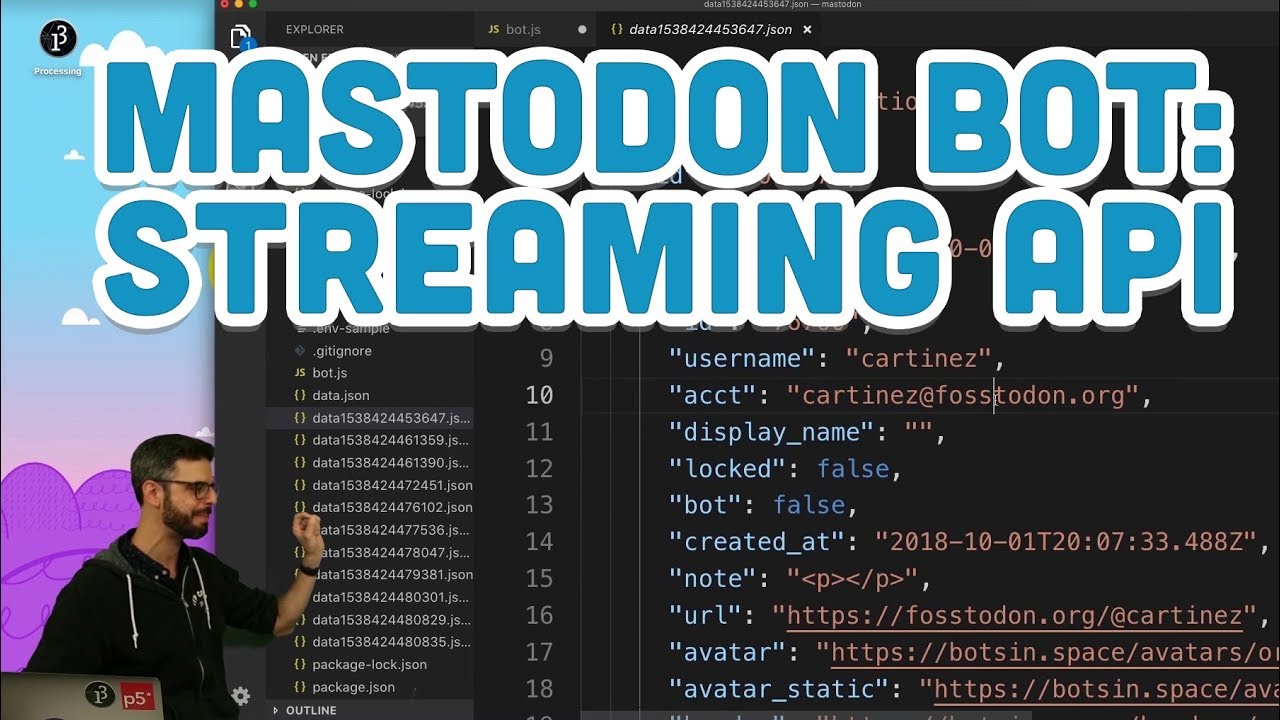 data1538424453647.json — mastodon
EXPLORER
JS bot.js
{} data1538424453647.json ×
1
Processing
MASTODON BOT:
STREAMING API
.env-sample
.gitignore
JS bot.js
{} data.json
{} data1538424453647.js...
{} data1538424461359.js...
{} data1538424461390.js...
{} data1538424472451.json
{} data1538424476102.json
data1538424477536.js...
{} data1538424478047.js...
data1538424479381.json
data1538424480301.js...
data1538424480829.js...
{} data1538424480835.js...
{} package-lock.json
{} package.json
OUTLINE
9 "username": "cartinez",
10 "acct": "cartinez@fosstodon.org",
11 "display_name": "",
12 "locked": false,
13 "bot": false,
14 "created_at": "2018-10-01T20:07:33.488Z",
15 "note": "<p></p>",
16 "url": "https://fosstodon.org/@cartinez",
17 "avatar": "https://botsin.space/avatars/or
18 "avatar_static": "https://botsin.space/ava
p5*